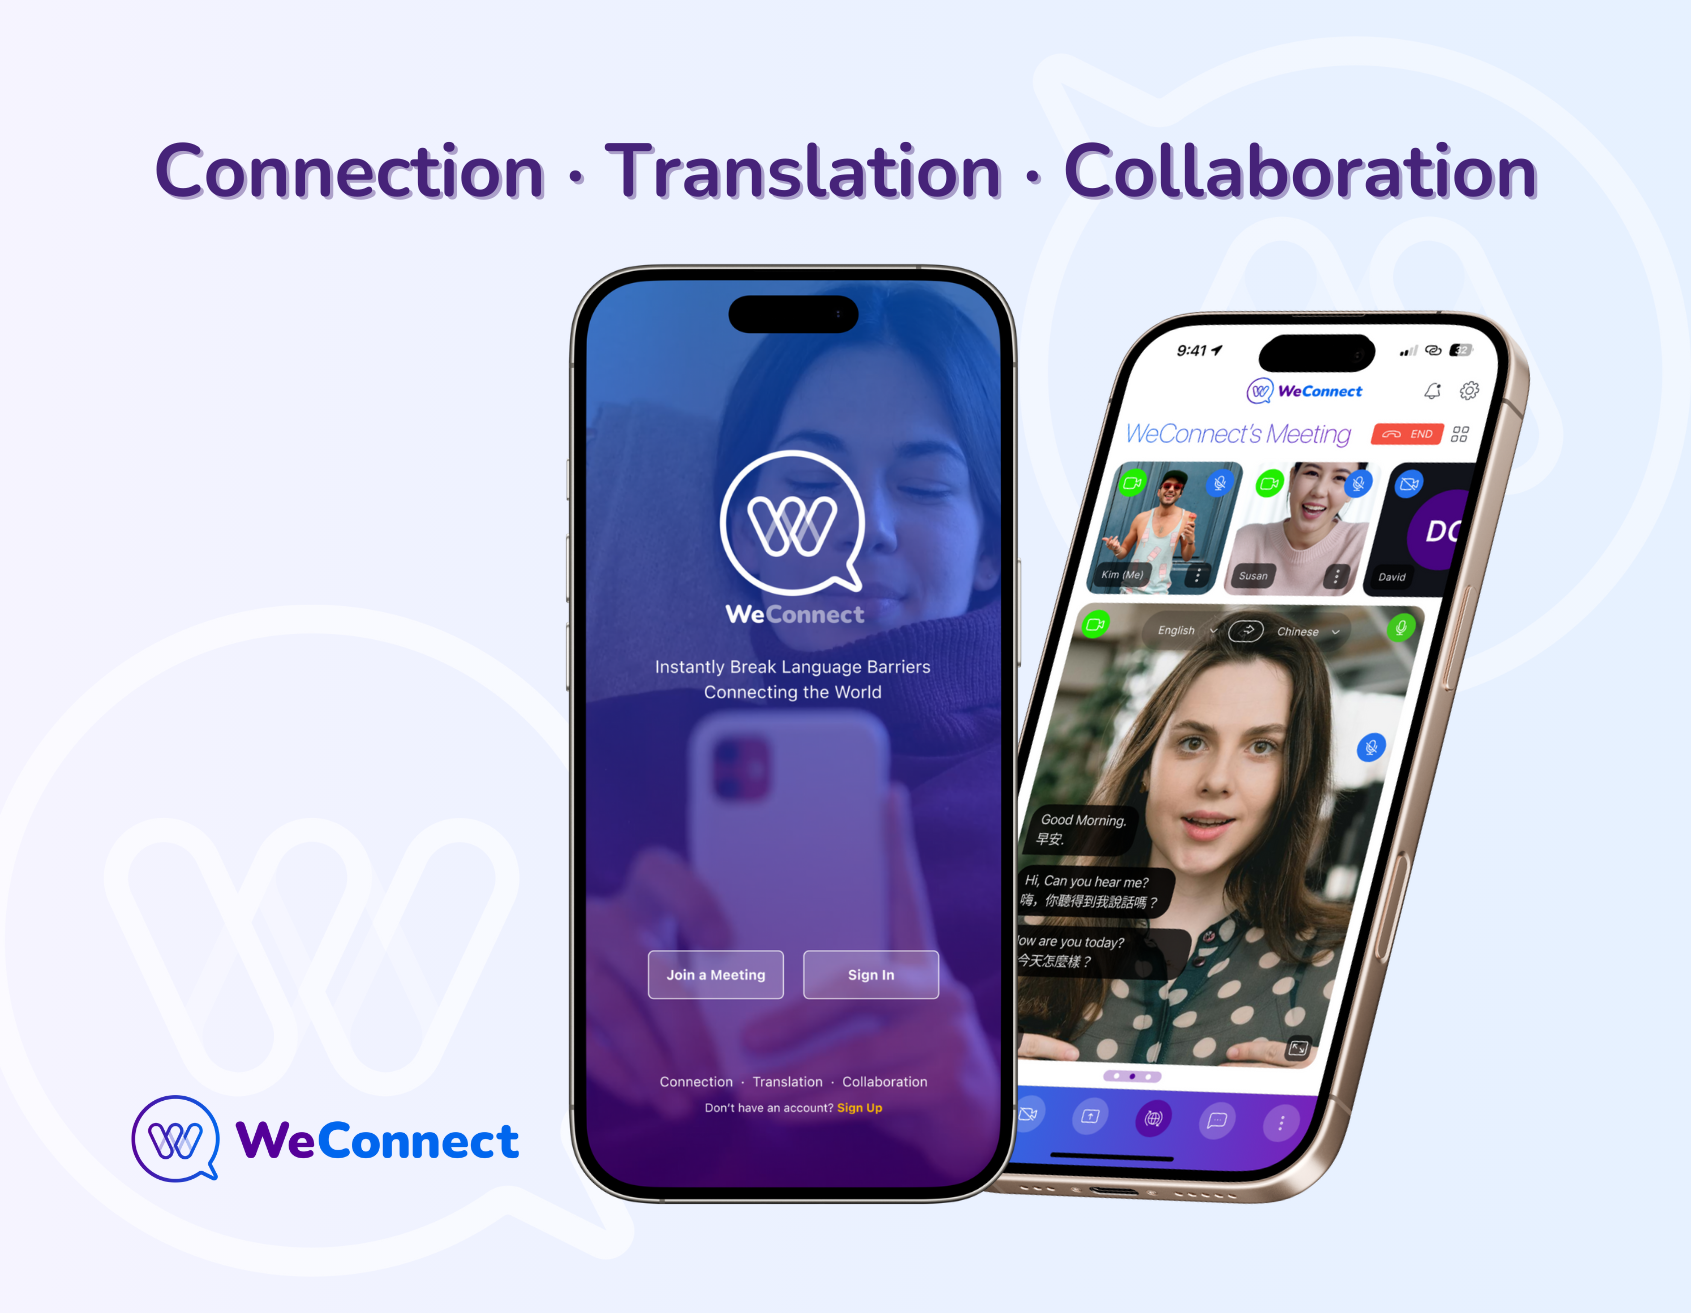 Connection · Translation · Collaboration
WeConnect
Instantly Break Language Barriers
Connecting the World
Join a Meeting
Sign In
Connection · Translation · Collaboration
Don't have an account? Sign Up
9:41
32
WeConnect
WeConnect's Meeting
END
Kim (Me)
Susan
DO
David
English
Chinese
Good Morning.
早安.
Hi, Can you hear me?
嗨，你聽得到我說話嗎？
How are you today?
今天怎麼樣？
WeConnect